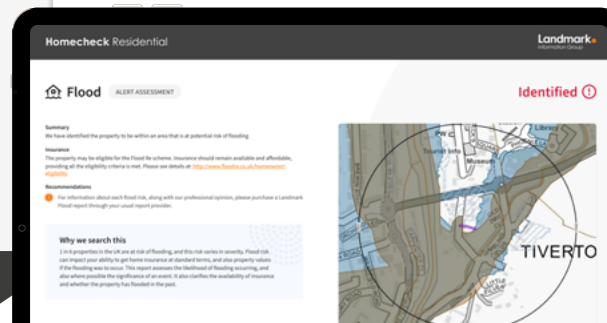 Homecheck Residential
Landmark
Information Group
Flood
ALERT ASSESSMENT
Identified
Summary
We have identified the property to be within an area that is at potential risk of flooding
Insurance
The property may be eligible for the Flood Re scheme. Insurance should remain available and affordable,
providing all the eligibility criteria is met. Please see details at: http://www.floodre.co.uk/homeowner/
eligibility
Recommendations
For information about each flood risk, along with our professional opinion, please purchase a Landmark
Flood report through your usual report provider.
Why we search this
1 in 6 properties in the UK are at risk of flooding, and this risk varies in severity. Flood risk
can impact your ability to get home insurance at standard terms, and also property values
if the flooding was to occur. This report assesses the likelihood of flooding occurring, and
also where possible the significance of an event. It also clarifies the availability of insurance
and whether the property has flooded in the past.
PW
Library
Tourist Info
Museum
TIVERTO
LITTLE
SILVER